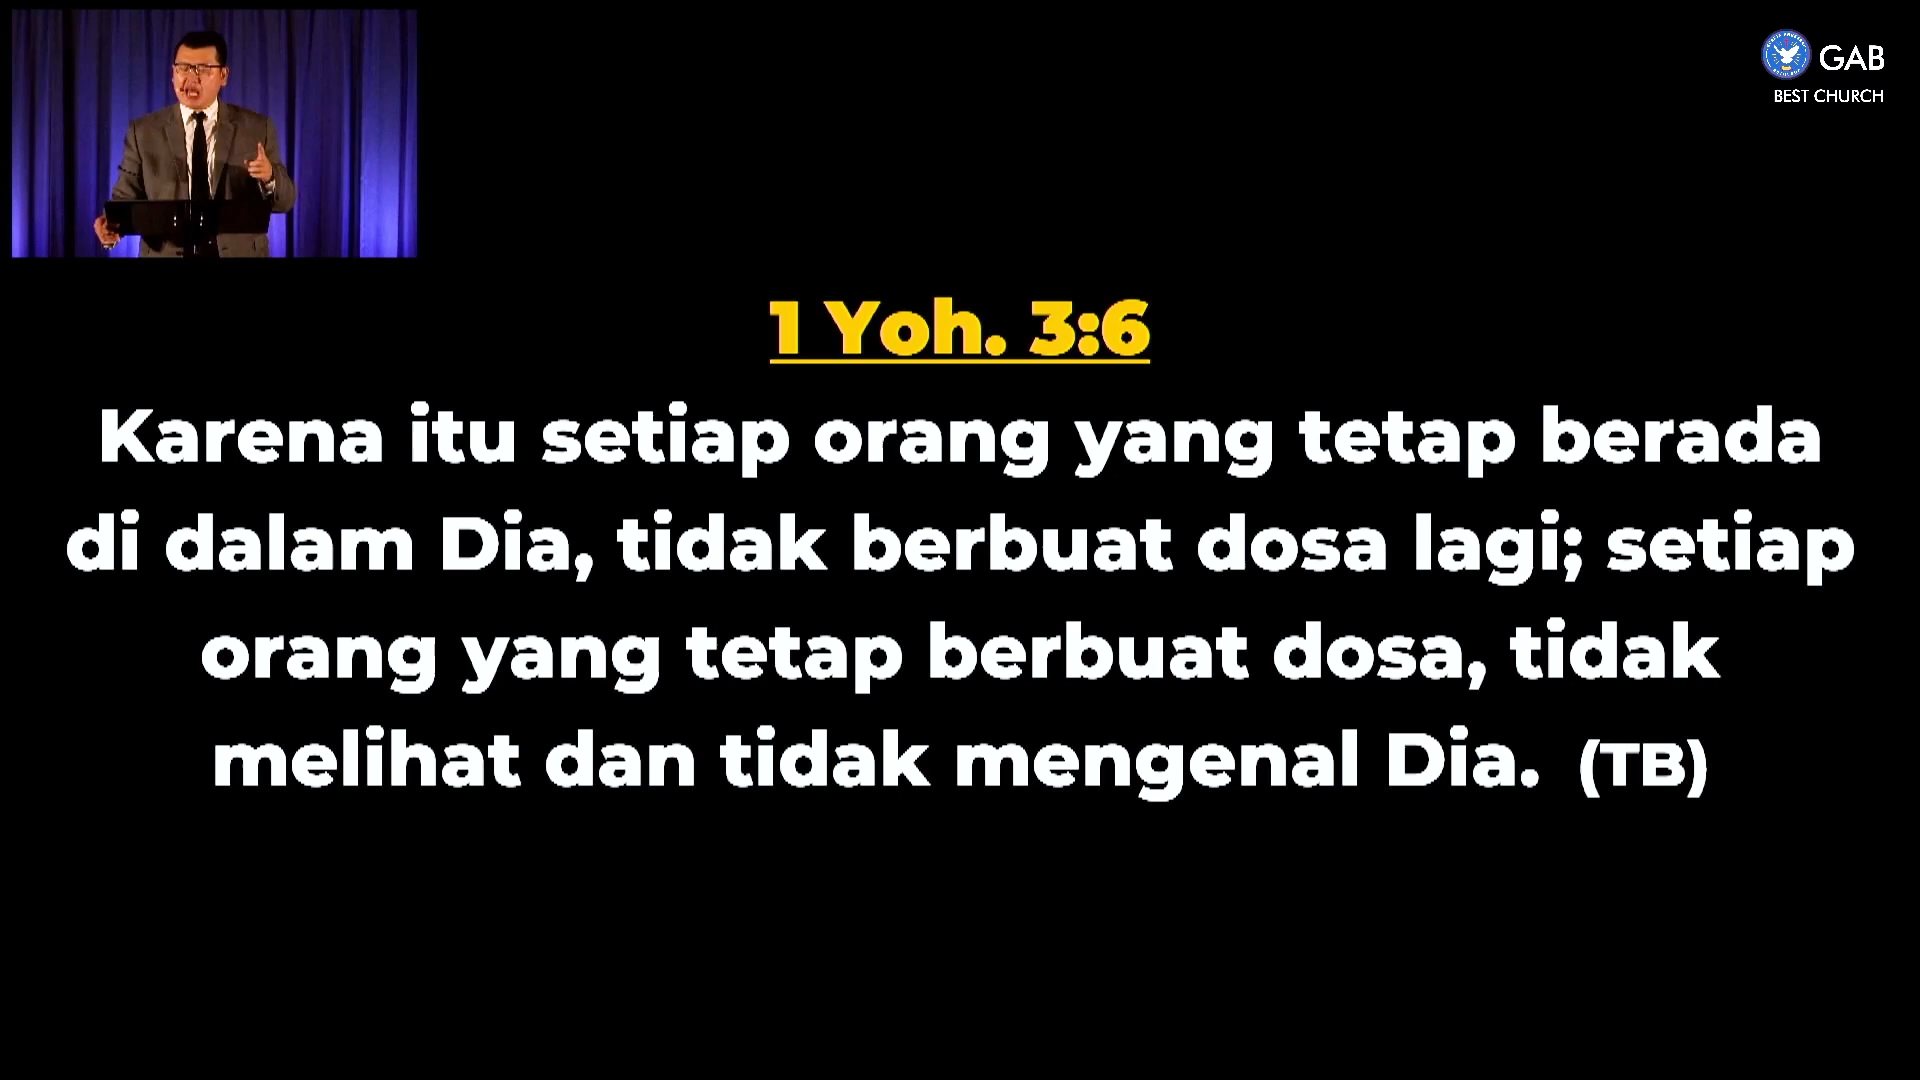 GAB
BEST CHURCH
1 Yoh. 3:6
Karena itu setiap orang yang tetap berada
di dalam Dia, tidak berbuat dosa lagi; setiap
orang yang tetap berbuat dosa, tidak
melihat dan tidak mengenal Dia. (TB)